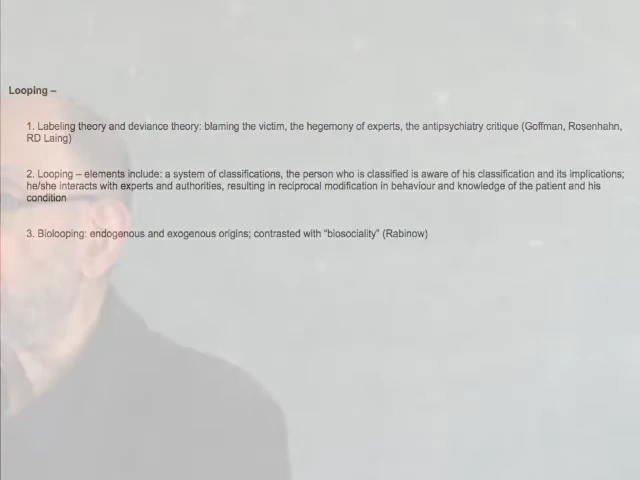 Looping –
1. Labeling theory and deviance theory: blaming the victim, the hegemony of experts, the antipsychiatry critique (Goffman, Rosenhahn,
RD Laing)
2. Looping – elements include: a system of classifications, the person who is classified is aware of his classification and its implications;
he/she interacts with experts and authorities, resulting in reciprocal modification in behaviour and knowledge of the patient and his
condition
3. Biolooping: endogenous and exogenous origins; contrasted with “biosociality” (Rabinow)